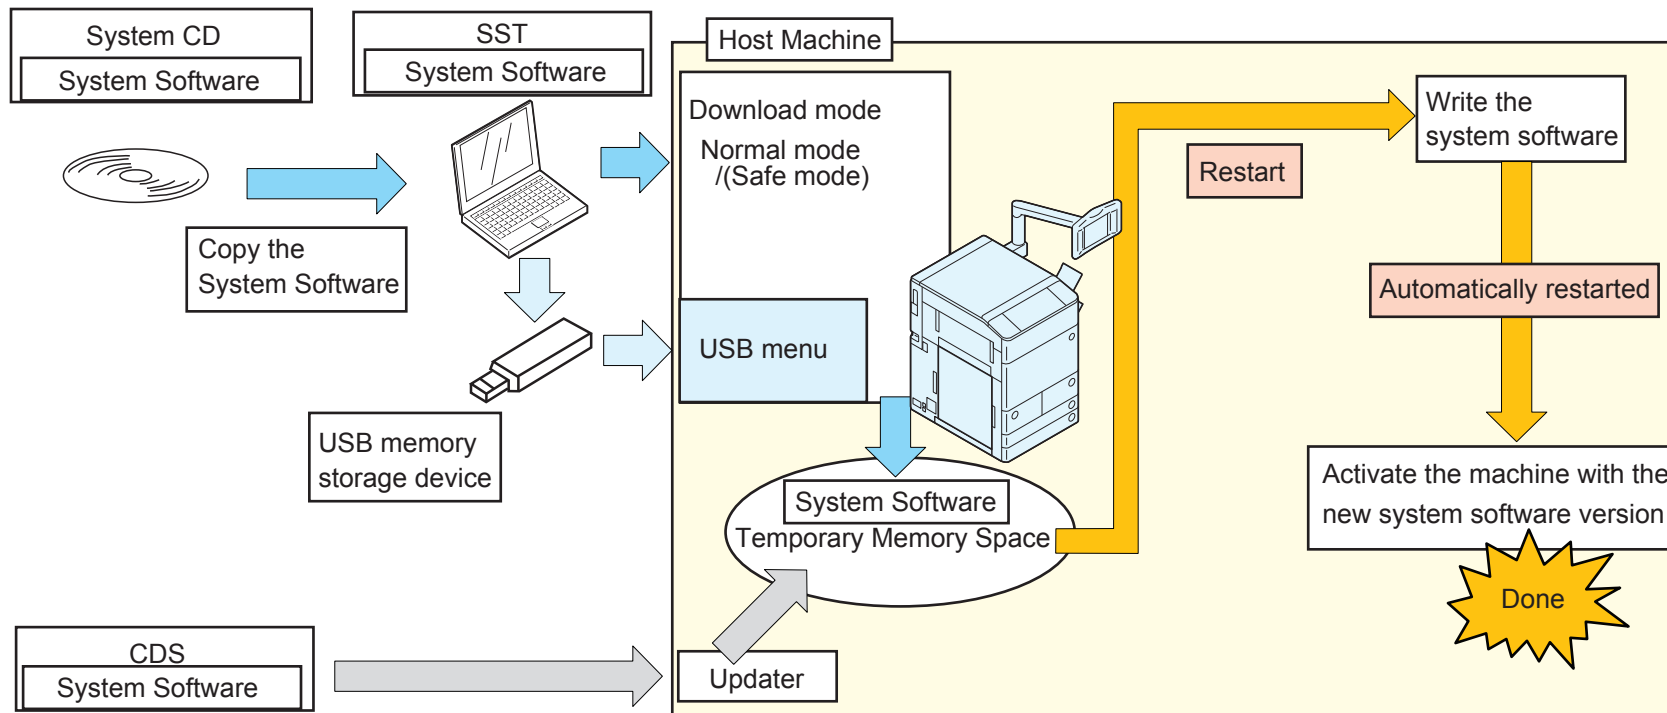 System CD
System Software
SST
System Software
Host Machine
Download mode
Normal mode
/(Safe mode)
Write the
system software
Restart
Copy the
System Software
Automatically restarted
USB menu
USB memory
storage device
System Software
Temporary Memory Space
Activate the machine with the
new system software version
Done
CDS
System Software
Updater